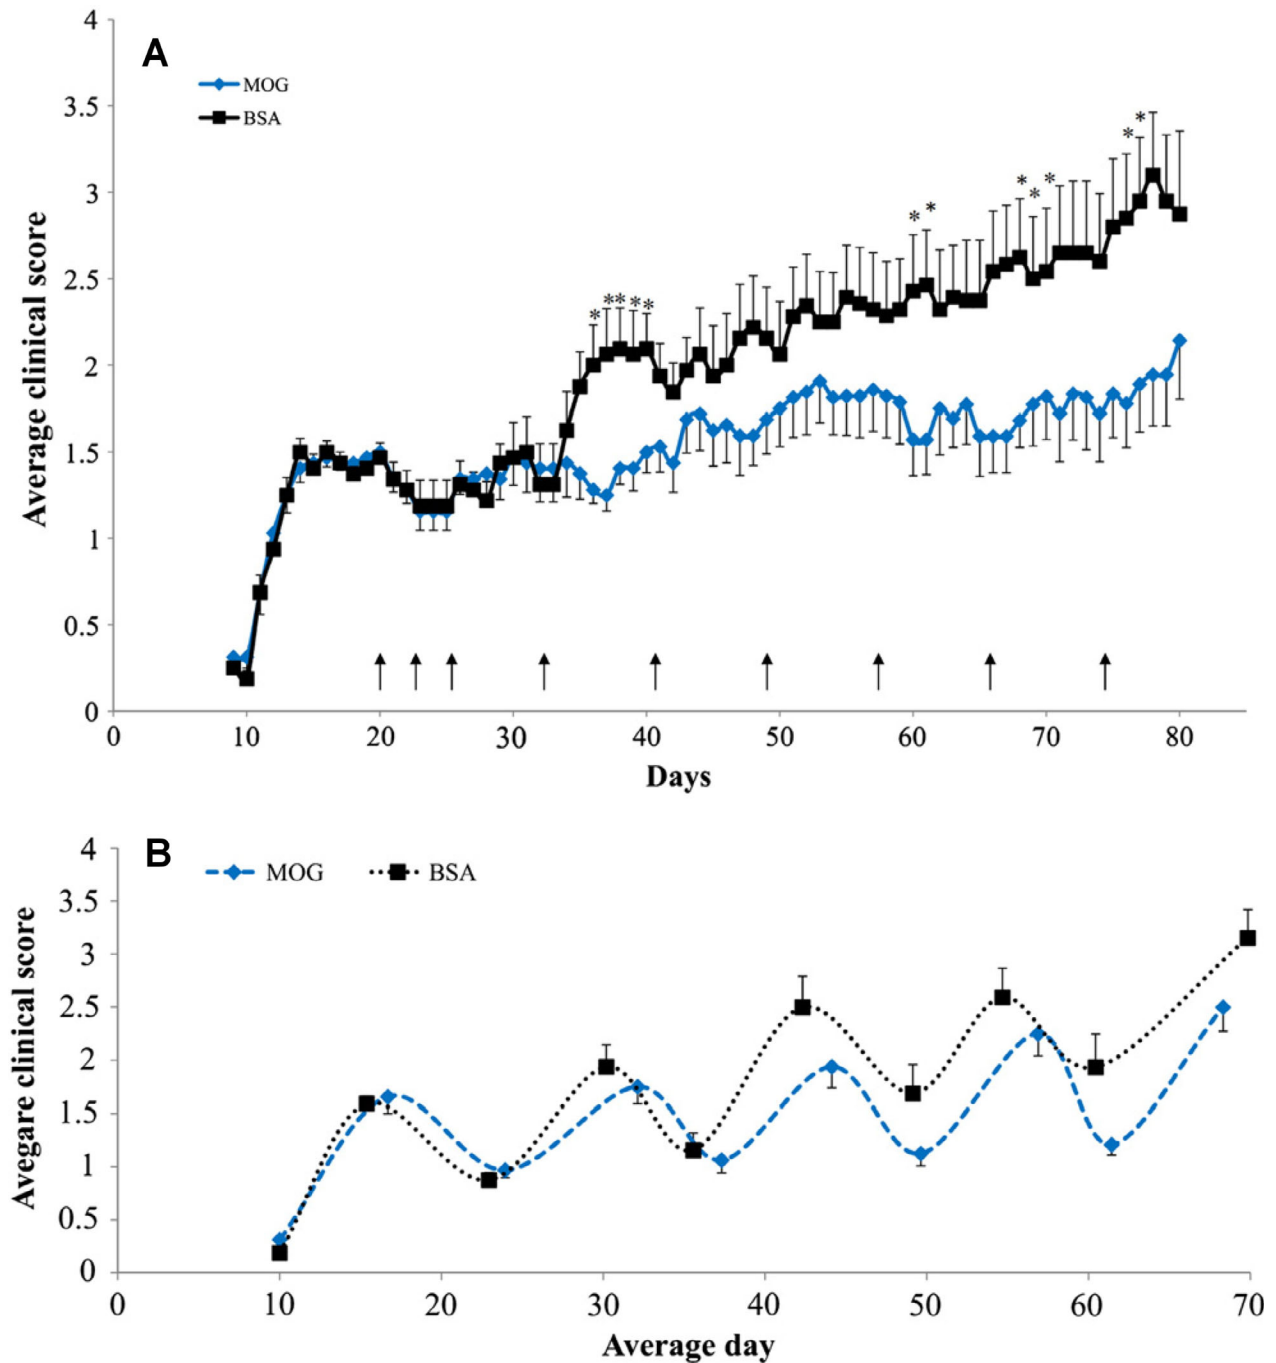 A
MOG
BSA
4
3.5
3
2.5
2
1.5
1
0.5
0
Average clinical score
* ** * * * * * * * * *
0 10 20 30 40 50 60 70 80
Days
B
MOG BSA
4
3.5
3
2.5
2
1.5
1
0.5
0
Avegare clinical score
0 10 20 30 40 50 60 70
Average day